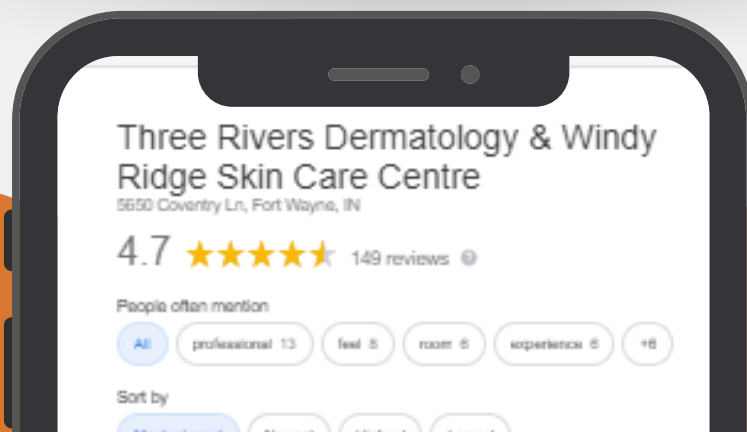 Three Rivers Dermatology & Windy
Ridge Skin Care Centre
5650 Coventry Ln, Fort Wayne, IN
4.7 149 reviews
People often mention
All professional 13 feel 8 room 6 experience 6 +6
Sort by